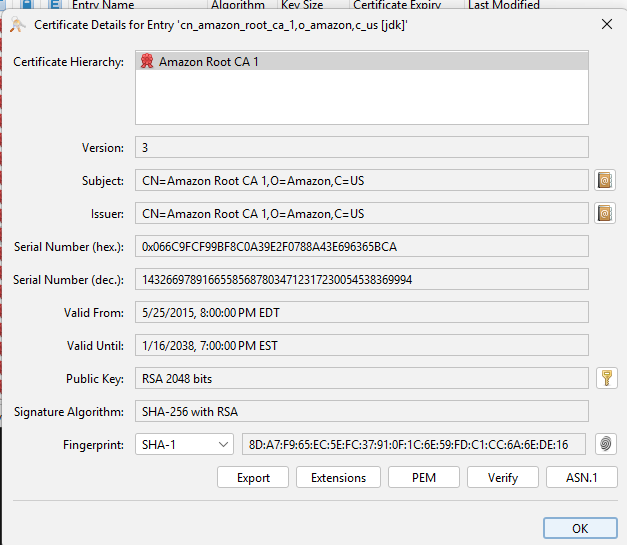 Entry Name Algorithm Key Size Certificate Expiry Last Modified
Certificate Details for Entry 'cn_amazon_root_ca_1,o_amazon,c_us [jdk]'
Certificate Hierarchy: Amazon Root CA 1
Version: 3
Subject: CN=Amazon Root CA 1,O=Amazon,C=US
Issuer: CN=Amazon Root CA 1,O=Amazon,C=US
Serial Number (hex.): 0x066C9FCF99BF8C0A39E2F0788A43E696365BCA
Serial Number (dec.): 143266978916655856878034712317230054538369994
Valid From: 5/25/2015, 8:00:00 PM EDT
Valid Until: 1/16/2038, 7:00:00 PM EST
Public Key: RSA 2048 bits
Signature Algorithm: SHA-256 with RSA
Fingerprint: SHA-1 8D:A7:F9:65:EC:5E:FC:37:91:0F:1C:6E:59:FD:C1:CC:6A:6E:DE:16
Export Extensions PEM Verify ASN.1
OK